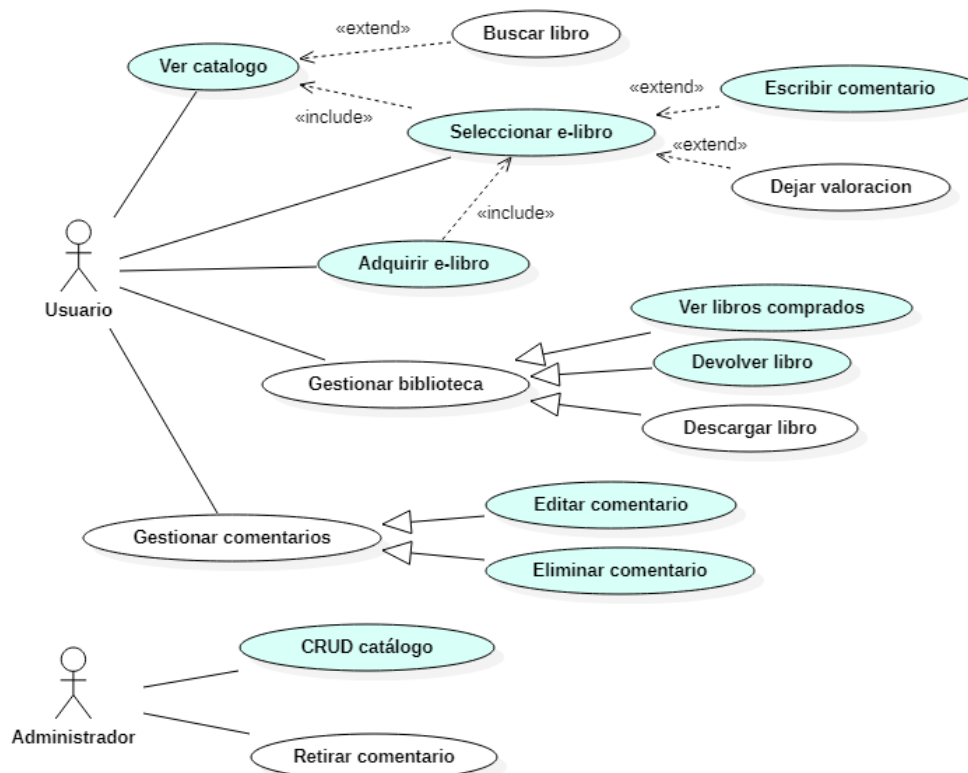 «extend»
Buscar libro
Ver catalogo
«include»
«extend»
Escribir comentario
Seleccionar e-libro
«extend»
Dejar valoracion
«include»
Adquirir e-libro
Usuario
Ver libros comprados
Devolver libro
Gestionar biblioteca
Descargar libro
Editar comentario
Gestionar comentarios
Eliminar comentario
CRUD catálogo
Administrador
Retirar comentario